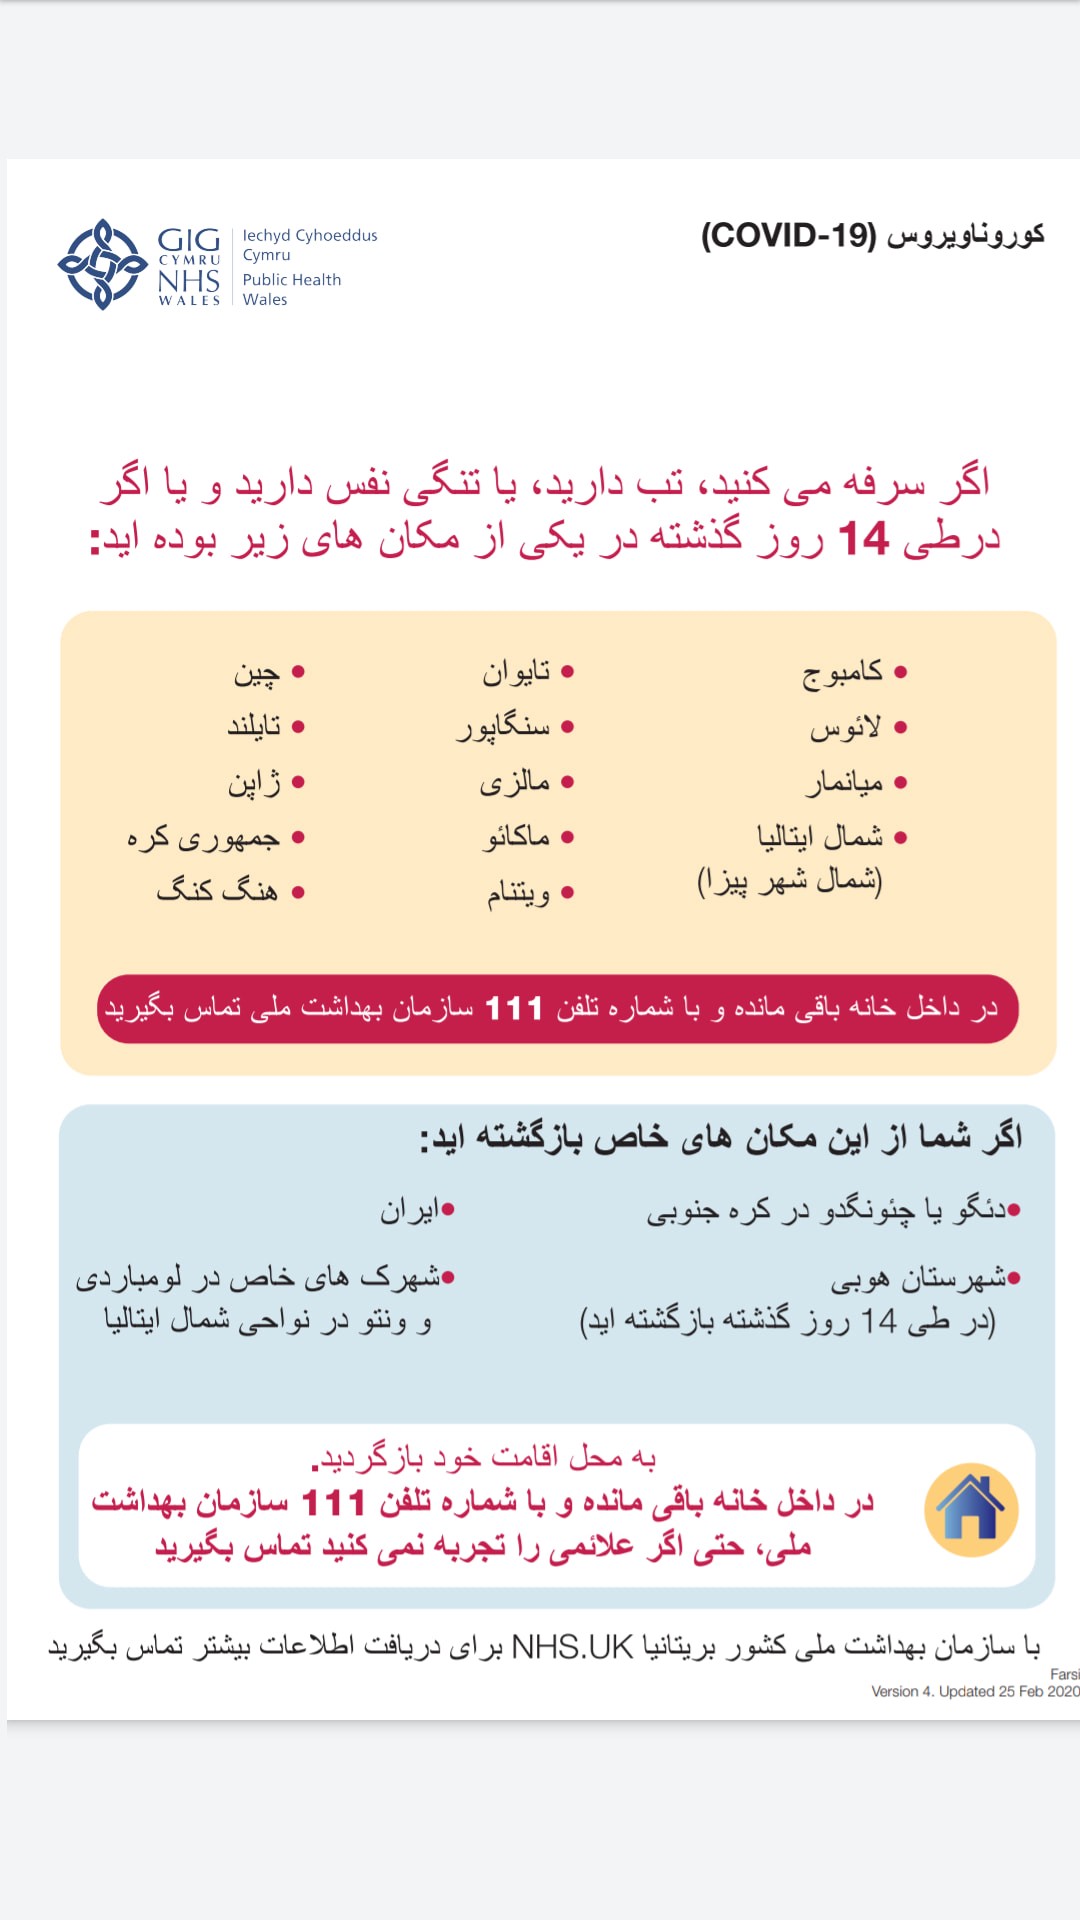 GIG
CYMRU
NHS
WALES
Iechyd Cyhoeddus
Cymru
Public Health
Wales
کوروناویروس (COVID-19)
اگر سرفه می کنید، تب دارید، یا تنگی نفس دارید و یا اگر
درطی 14 روز گذشته در یکی از مکان های زیر بوده اید:
• کامبوج
• لائوس
• میانمار
• شمال ایتالیا
(شمال شهر پیزا)
• تایوان
• سنگاپور
• مالزی
• ماکائو
• ویتنام
• چین
• تایلند
• ژاپن
• جمهوری کره
• هنگ کنگ
در داخل خانه باقی مانده و با شماره تلفن 111 سازمان بهداشت ملی تماس بگیرید
اگر شما از این مکان های خاص بازگشته اید:
•دئگو یا چئونگدو در کره جنوبی
•شهرستان هوبی
(در طی 14 روز گذشته بازگشته اید)
•ایران
•شهرک های خاص در لومباردی
و ونتو در نواحی شمال ایتالیا
به محل اقامت خود بازگردید.
در داخل خانه باقی مانده و با شماره تلفن 111 سازمان بهداشت
ملی، حتی اگر علائمی را تجربه نمی کنید تماس بگیرید
با سازمان بهداشت ملی کشور بریتانیا NHS.UK برای دریافت اطلاعات بیشتر تماس بگیرید
Farsi
Version 4. Updated 25 Feb 2020